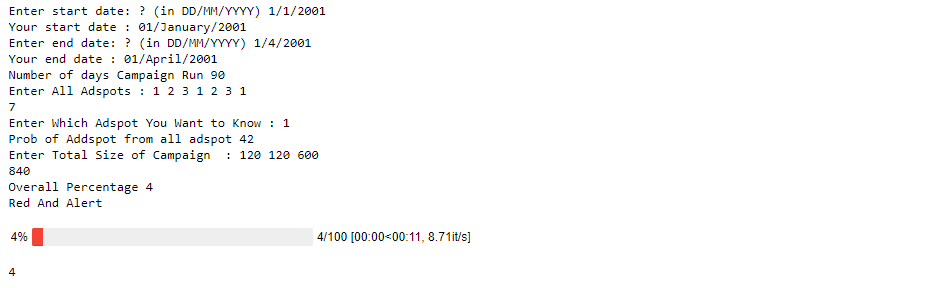 Enter start date: ? (in DD/MM/YYYY) 1/1/2001
Your start date : 01/January/2001
Enter end date: ? (in DD/MM/YYYY) 1/4/2001
Your end date : 01/April/2001
Number of days Campaign Run 90
Enter All Adspots : 1 2 3 1 2 3 1
7
Enter Which Adspot You Want to Know : 1
Prob of Addspot from all adspot 42
Enter Total Size of Campaign  : 120 120 600
840
Overall Percentage 4
Red And Alert
4% 4/100 [00:00<00:11, 8.71it/s]
4